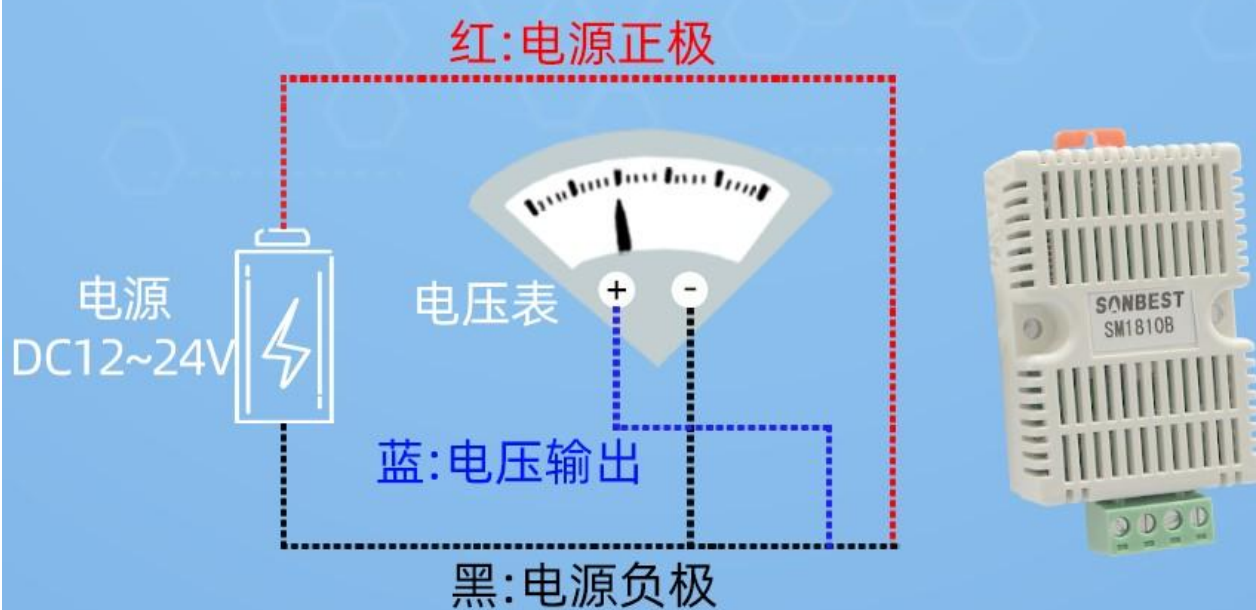 红:电源正极
电源
DC12~24V
电压表
+
-
SONBEST
SM1810B
蓝:电压输出
黑:电源负极